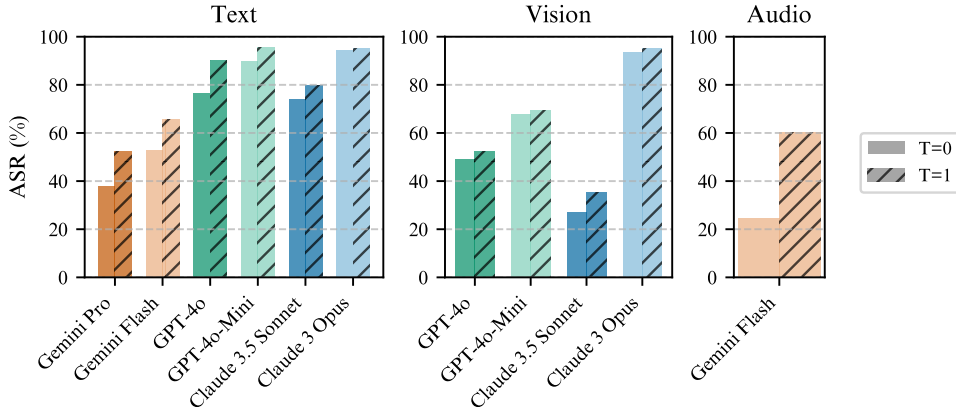 Text
Vision
Audio
ASR (%)
100
80
60
40
20
0
Gemini Pro
Gemini Flash
GPT-4o
GPT-4o-Mini
Claude 3.5 Sonnet
Claude 3 Opus
100
80
60
40
20
0
GPT-4o
GPT-4o-Mini
Claude 3.5 Sonnet
Claude 3 Opus
100
80
60
40
20
0
Gemini Flash
T=0
T=1